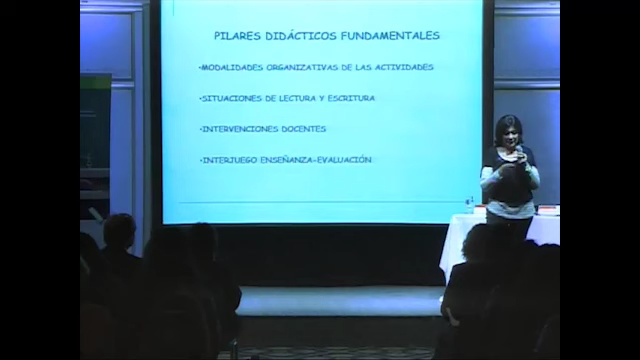 PILARES DIDÁCTICOS FUNDAMENTALES
•MODALIDADES ORGANIZATIVAS DE LAS ACTIVIDADES
•SITUACIONES DE LECTURA Y ESCRITURA
•INTERVENCIONES DOCENTES
•INTERJUEGO ENSEÑANZA-EVALUACIÓN